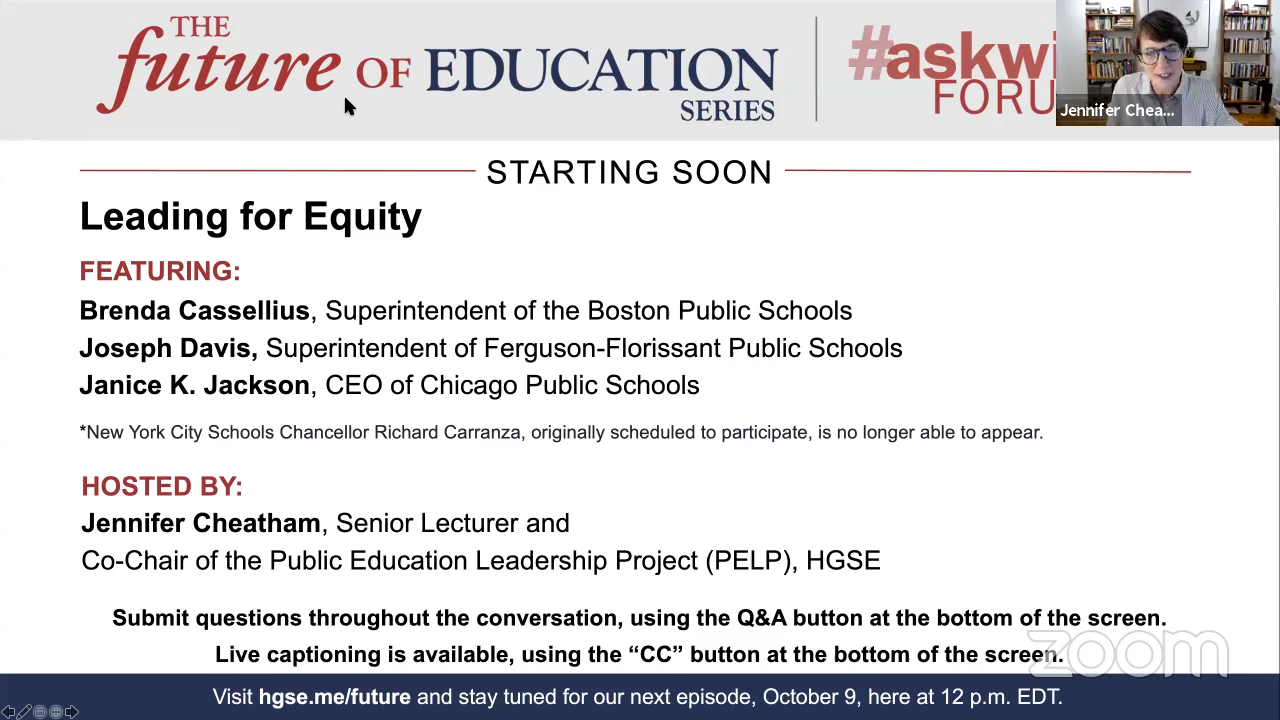 THE
future OF EDUCATION
SERIES
#askwi
FORU
Jennifer Chea...
STARTING SOON
Leading for Equity
FEATURING:
Brenda Cassellius, Superintendent of the Boston Public Schools
Joseph Davis, Superintendent of Ferguson-Florissant Public Schools
Janice K. Jackson, CEO of Chicago Public Schools
*New York City Schools Chancellor Richard Carranza, originally scheduled to participate, is no longer able to appear.
HOSTED BY:
Jennifer Cheatham, Senior Lecturer and
Co-Chair of the Public Education Leadership Project (PELP), HGSE
Submit questions throughout the conversation, using the Q&A button at the bottom of the screen.
Live captioning is available, using the “CC” button at the bottom of the screen.
zoom
Visit hgse.me/future and stay tuned for our next episode, October 9, here at 12 p.m. EDT.